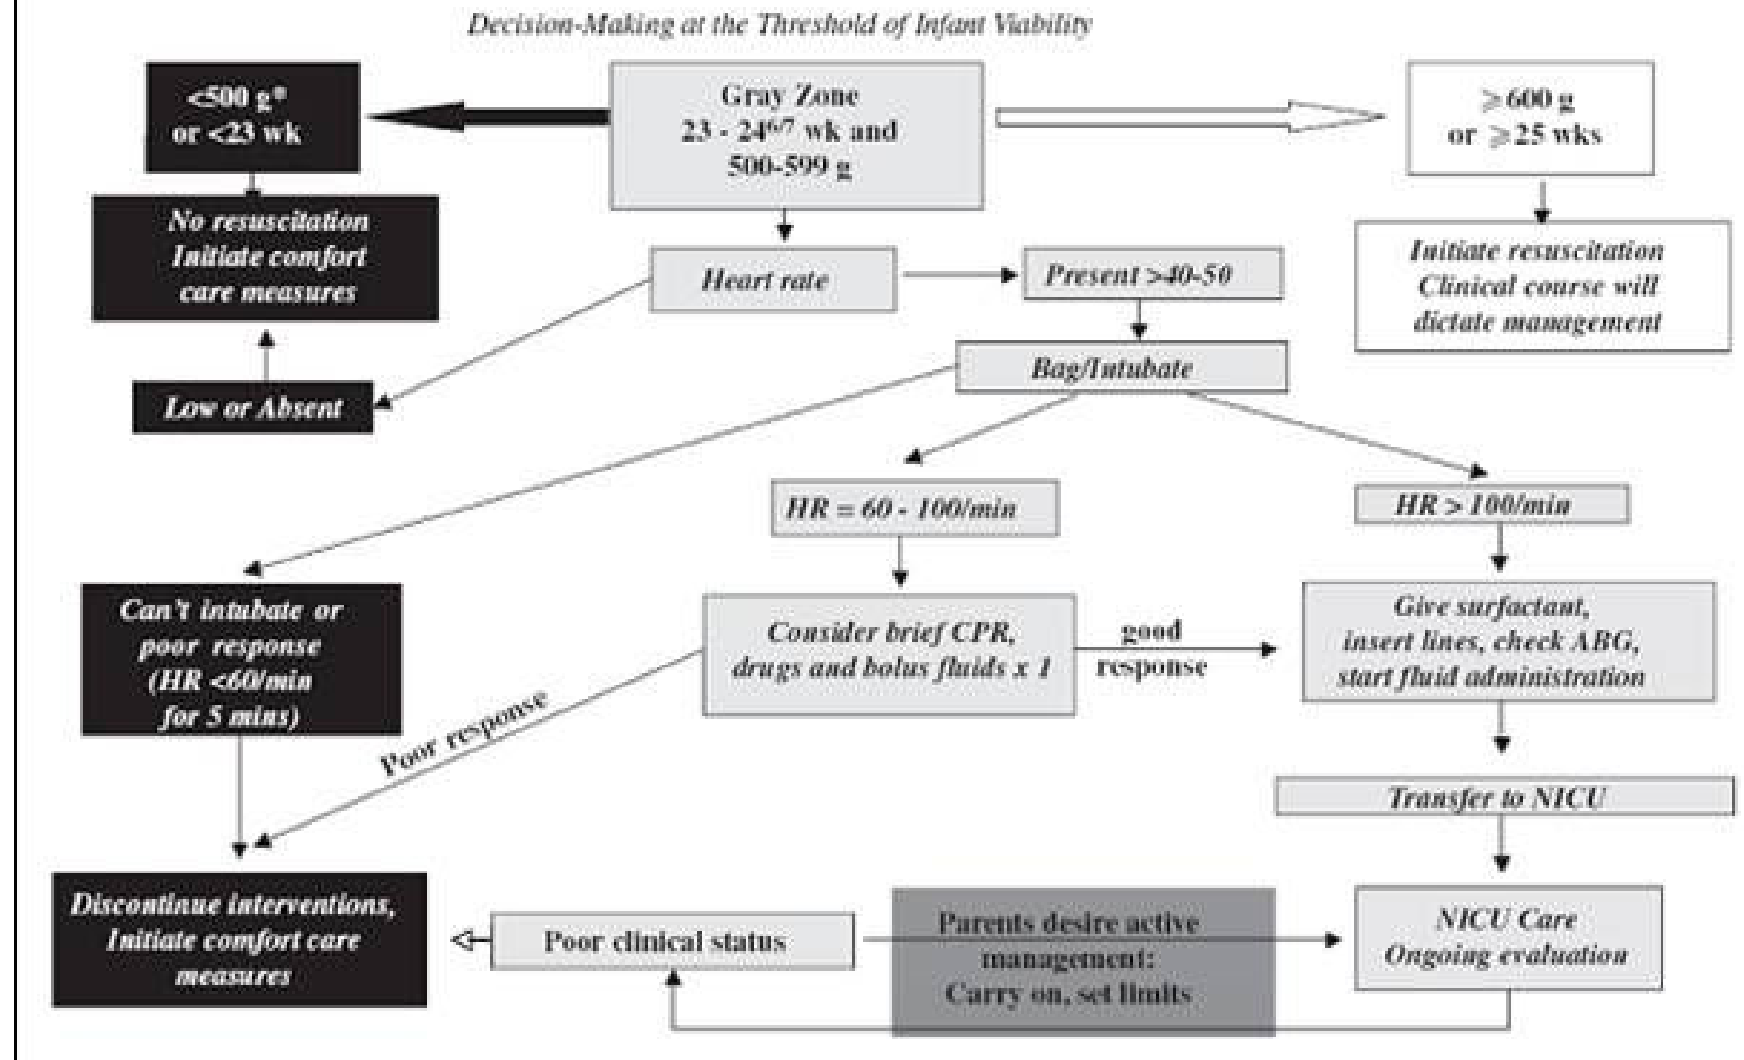 Decision-Making at the Threshold of Infant Viability
<500 g*
or <23 wk
Gray Zone
23 - 24⁶/⁷ wk and
500-599 g
⩾600 g
or ⩾25 wks
No resuscitation
Initiate comfort
care measures
Heart rate
Present >40-50
Initiate resuscitation
Clinical course will
dictate management
Bag/Intubate
Low or Absent
HR = 60 - 100/min
HR > 100/min
Can't intubate or
poor response
(HR <60/min
for 5 mins)
Consider brief CPR,
drugs and bolus fluids x 1
good
response
Give surfactant,
insert lines, check ABG,
start fluid administration
Poor response
Transfer to NICU
Discontinue interventions,
Initiate comfort care
measures
Poor clinical status
Parents desire active
management:
Carry on, set limits
NICU Care
Ongoing evaluation